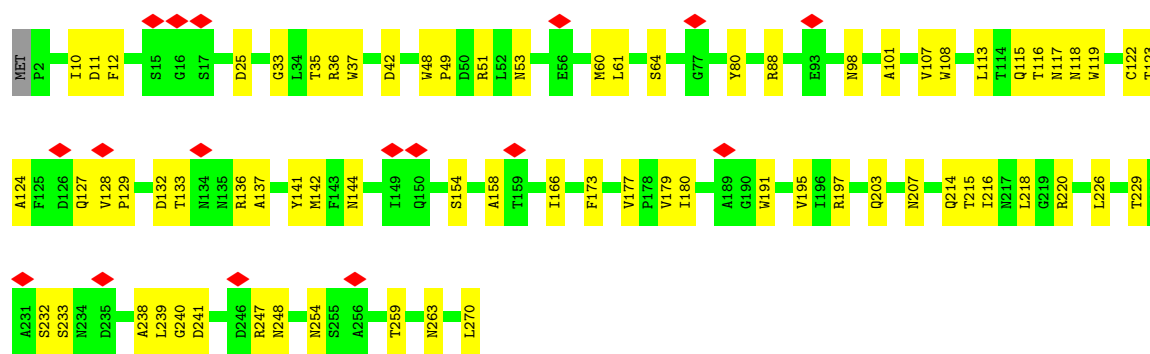 MET P2 I10 D11 F12 S15 G16 S17 D25 G33 L34 T35 R36 W37 D42 W48 P49 D50 R51 L52 N53 E56 M60 L61 S64 G77 Y80 R88 E93 N98 A101 V107 W108 L113 T114 Q115 T116 N117 N118 W119 C122 T123
A124 F125 D126 Q127 V128 P129 D132 T133 N134 N135 R136 A137 Y141 M142 F143 N144 I149 Q150 S154 A158 T159 I166 F173 V177 P178 V179 I180 A189 G190 W191 V195 I196 R197 Q203 N207 Q214 T215 I216 N217 L218 G219 R220 L226 T229
A231 S232 S233 N234 D235 A238 L239 G240 D241 D246 R247 N248 N254 S255 A256 T259 N263 L270